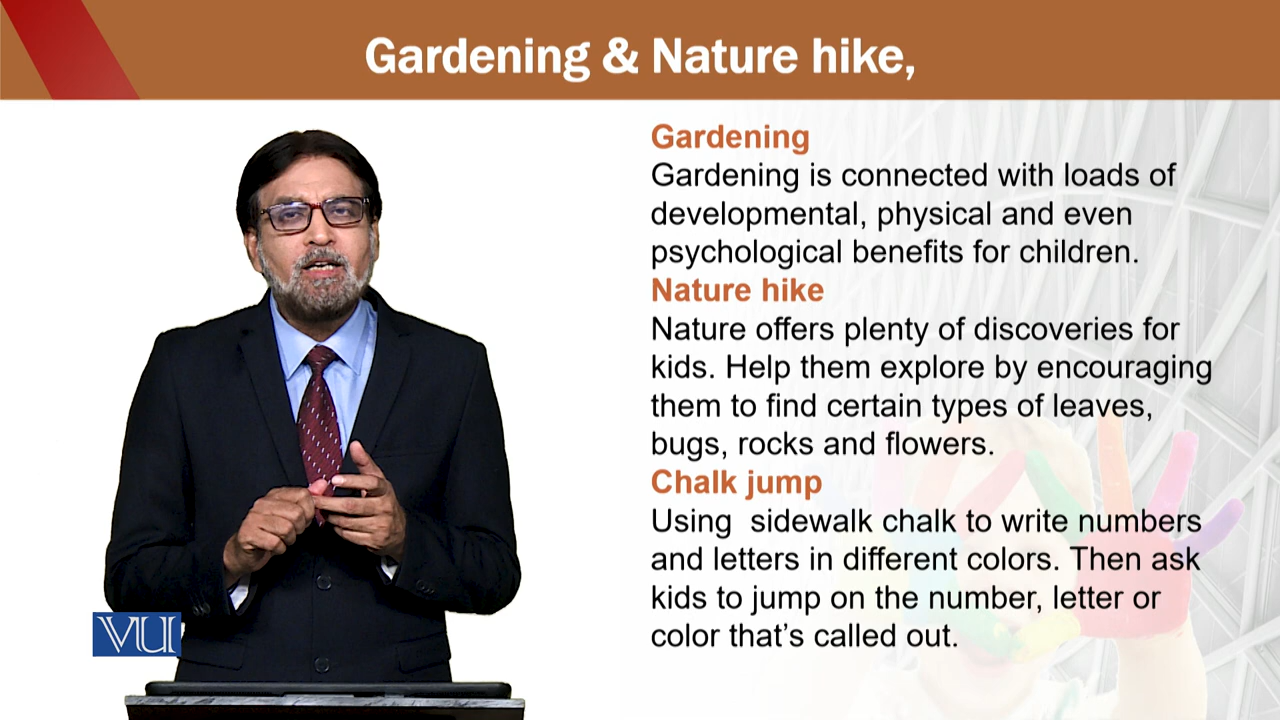 Gardening & Nature hike,
Gardening
Gardening is connected with loads of
developmental, physical and even
psychological benefits for children.
Nature hike
Nature offers plenty of discoveries for
kids. Help them explore by encouraging
them to find certain types of leaves,
bugs, rocks and flowers.
Chalk jump
Using  sidewalk chalk to write numbers
and letters in different colors. Then ask
kids to jump on the number, letter or
color that’s called out.
VU